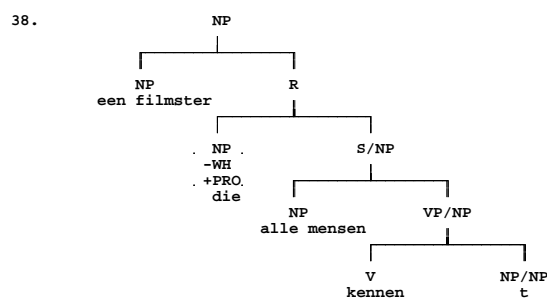 38. NP
NP R
een filmster
. NP . S/NP
-WH
. +PRO.
die
NP VP/NP
alle mensen
V NP/NP
kennen t